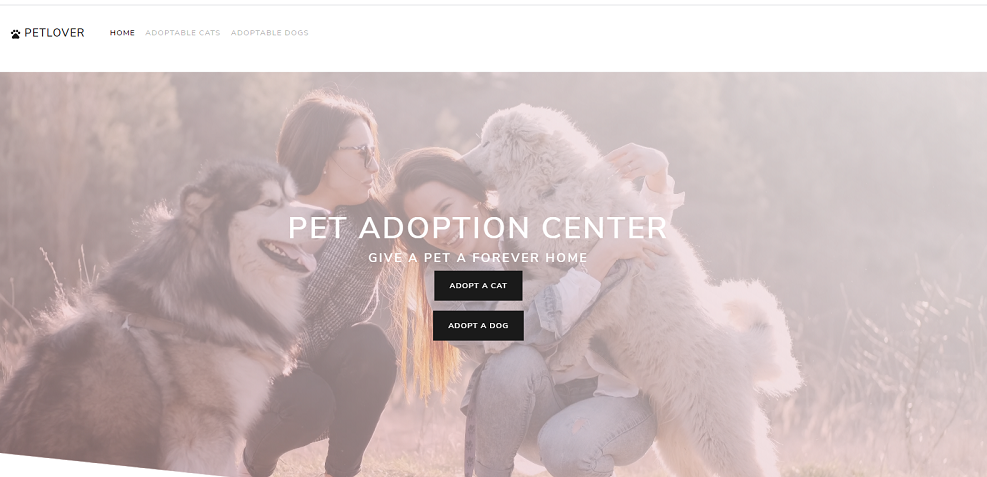 PETLOVER
HOME ADOPTABLE CATS ADOPTABLE DOGS
PET ADOPTION CENTER
GIVE A PET A FOREVER HOME
ADOPT A CAT
ADOPT A DOG